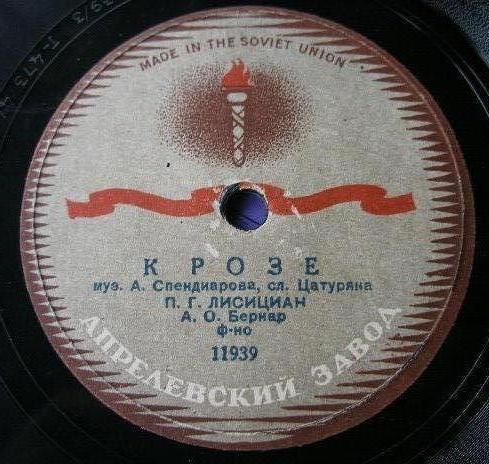 MADE IN THE SOVIET UNION
К РОЗЕ
муз. А. Спендиарова, сл. Цатуряна
П. Г. ЛИСИЦИАН
А. О. Бернар
ф-но
11939
АПРЕЛЕВСКИЙ ЗАВОД